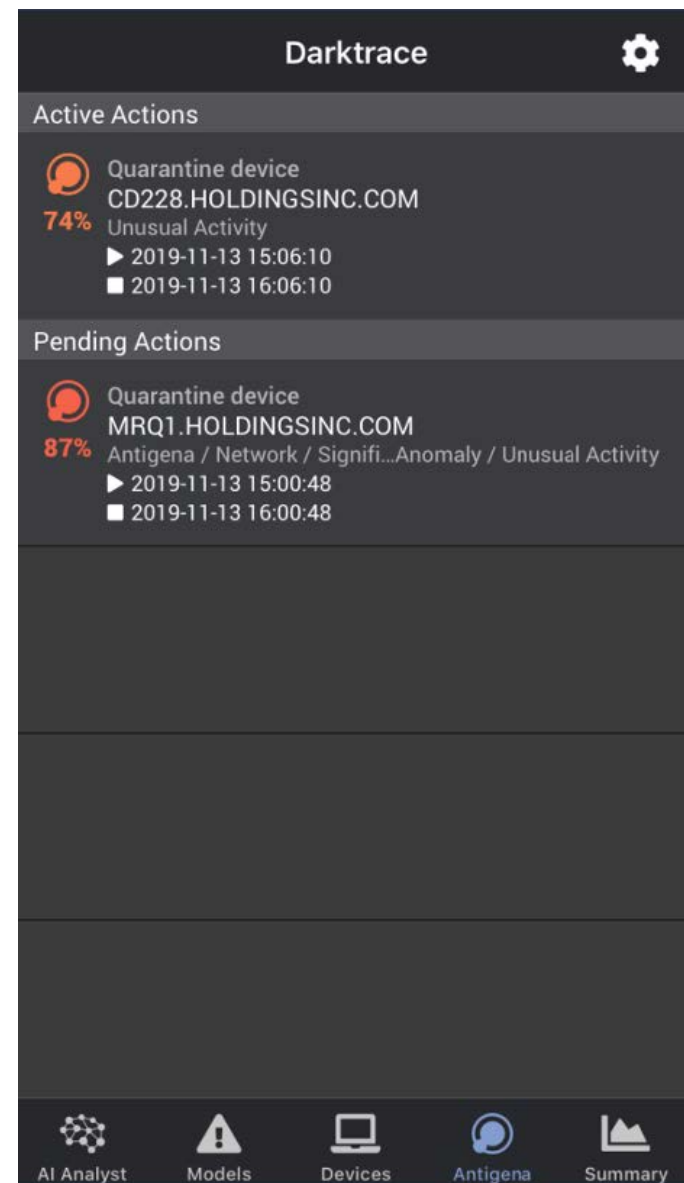 Darktrace
Active Actions
Quarantine device
CD228.HOLDINGSINC.COM
74%
Unusual Activity
2019-11-13 15:06:10
2019-11-13 16:06:10
Pending Actions
Quarantine device
MRQ1.HOLDINGSINC.COM
87%
Antigena / Network / Signifi...Anomaly / Unusual Activity
2019-11-13 15:00:48
2019-11-13 16:00:48
AI Analyst Models Devices Antigena Summary